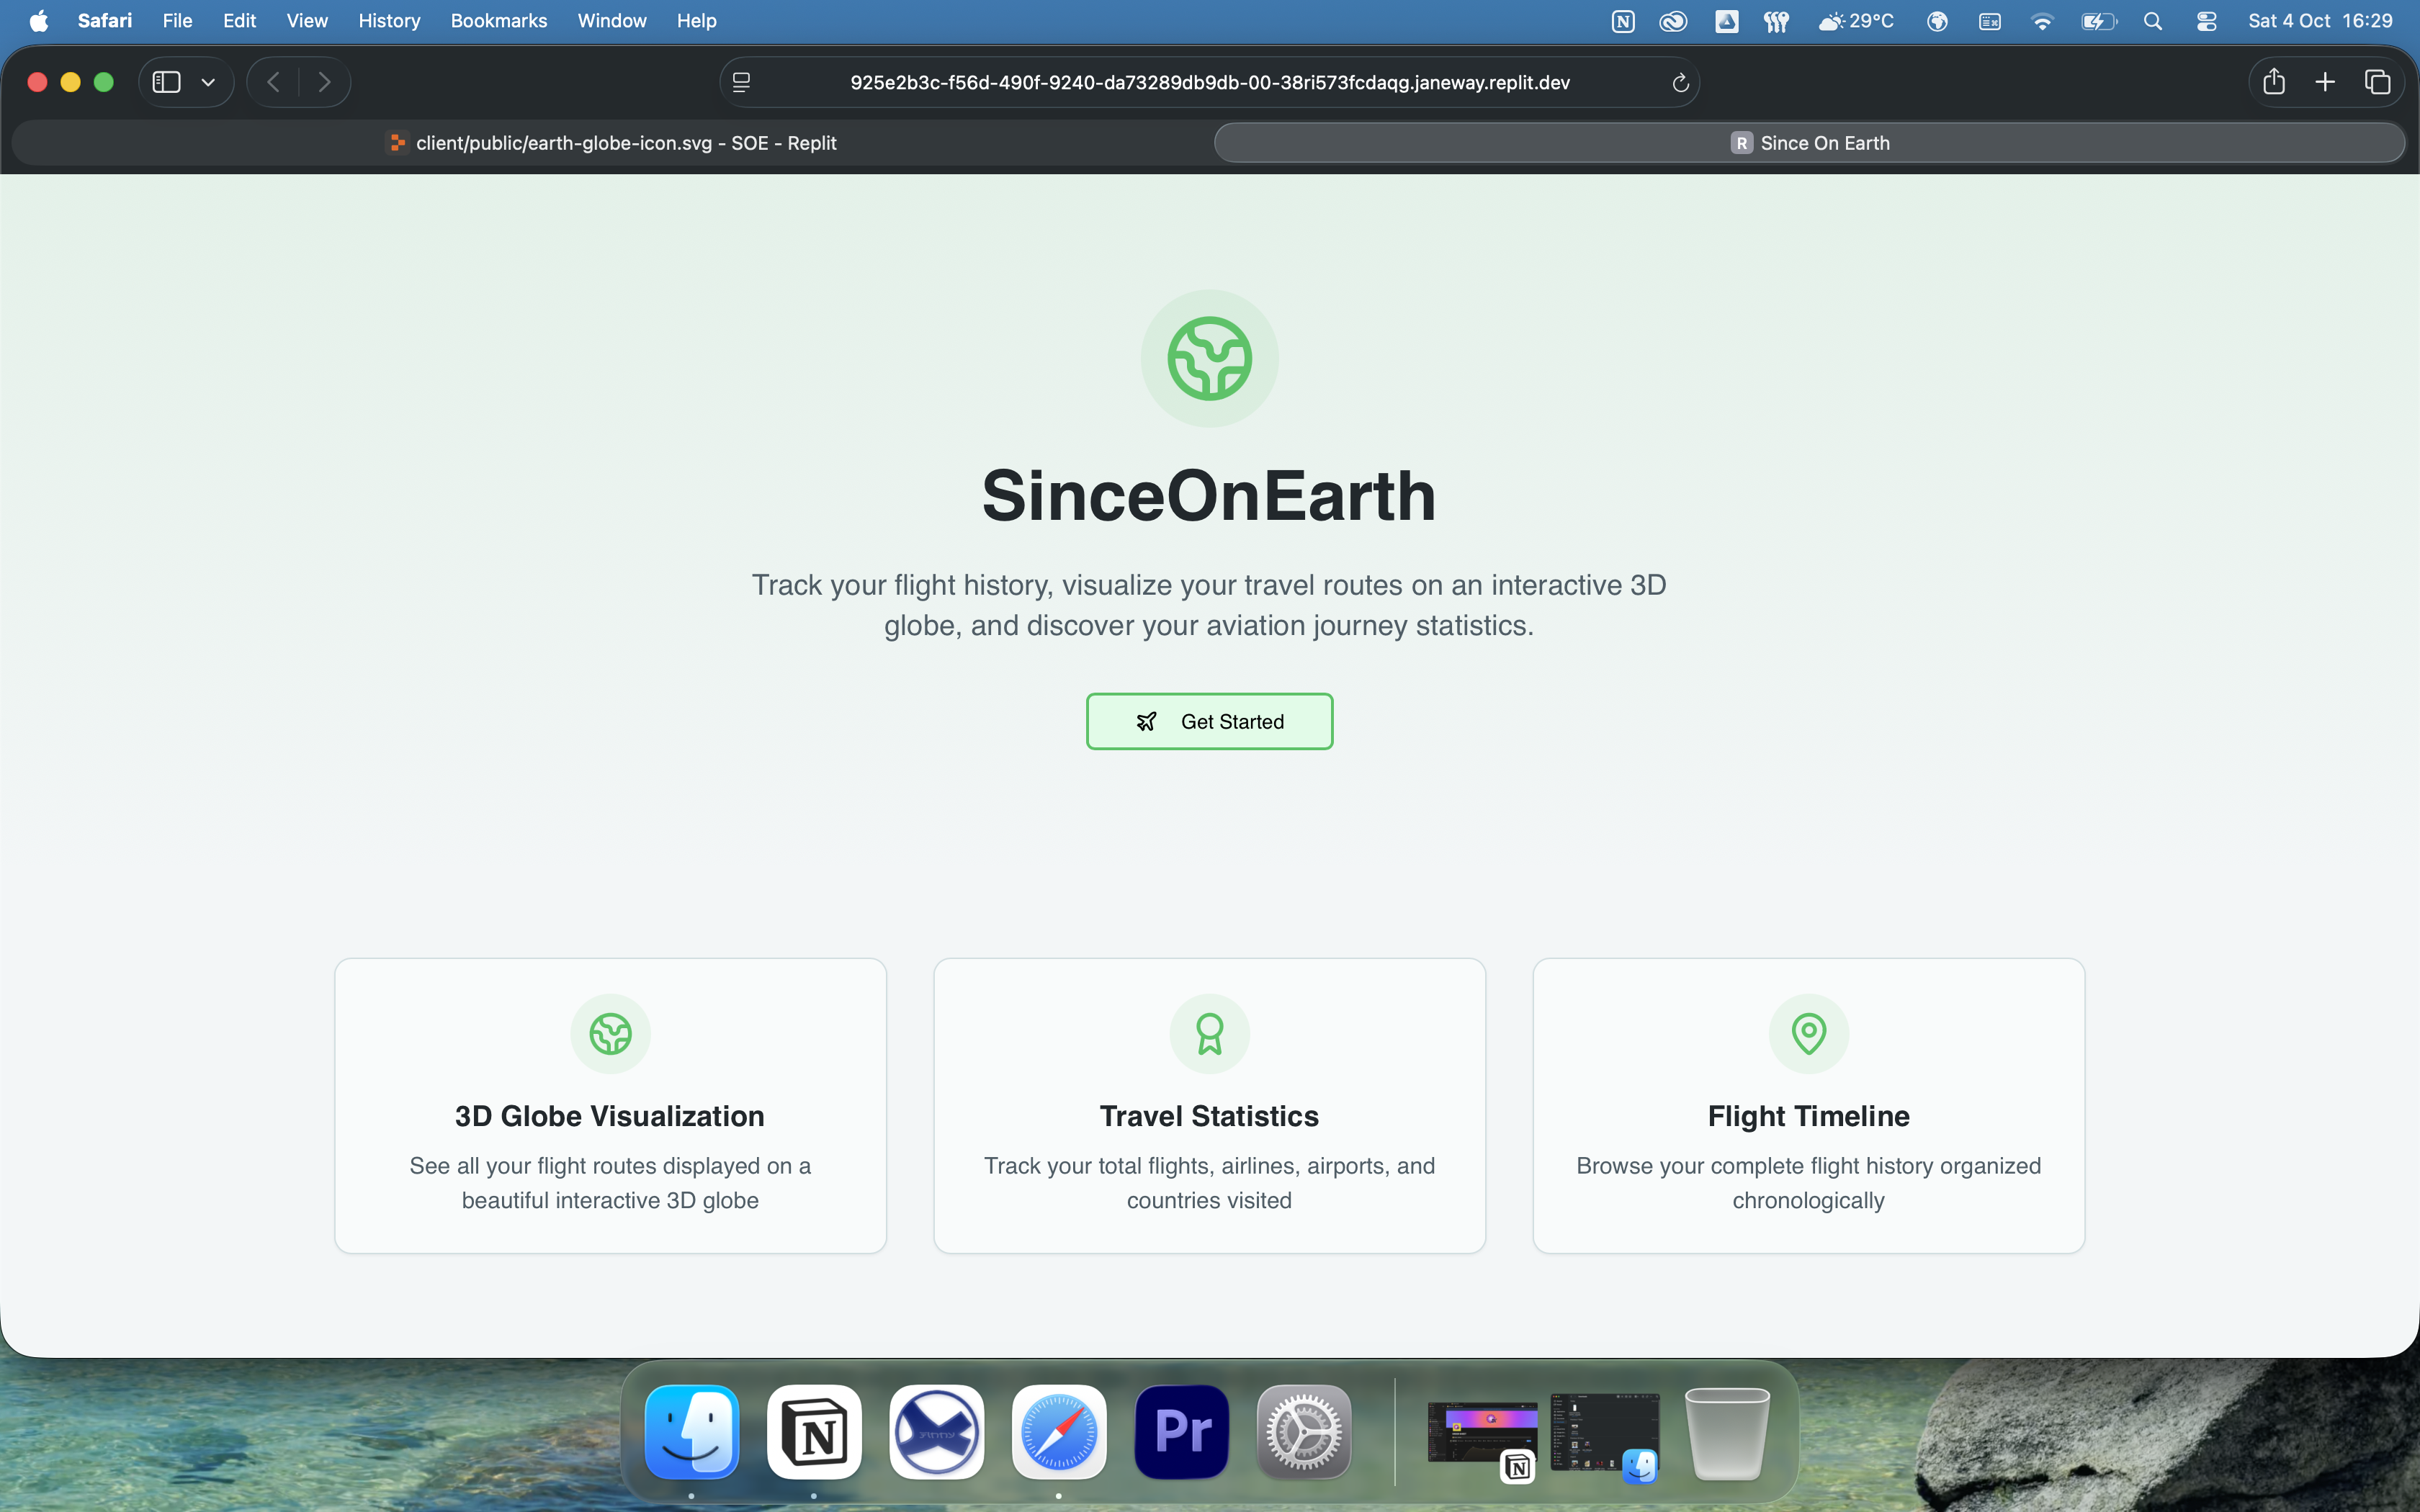 Safari File Edit View History Bookmarks Window Help 29°C Sat 4 Oct 16:29
925e2b3c-f56d-490f-9240-da73289db9db-00-38ri573fcdaqg.janeway.replit.dev
client/public/earth-globe-icon.svg - SOE - Replit
R Since On Earth
SinceOnEarth
Track your flight history, visualize your travel routes on an interactive 3D
globe, and discover your aviation journey statistics.
Get Started
3D Globe Visualization
See all your flight routes displayed on a
beautiful interactive 3D globe
Travel Statistics
Track your total flights, airlines, airports, and
countries visited
Flight Timeline
Browse your complete flight history organized
chronologically
Pr